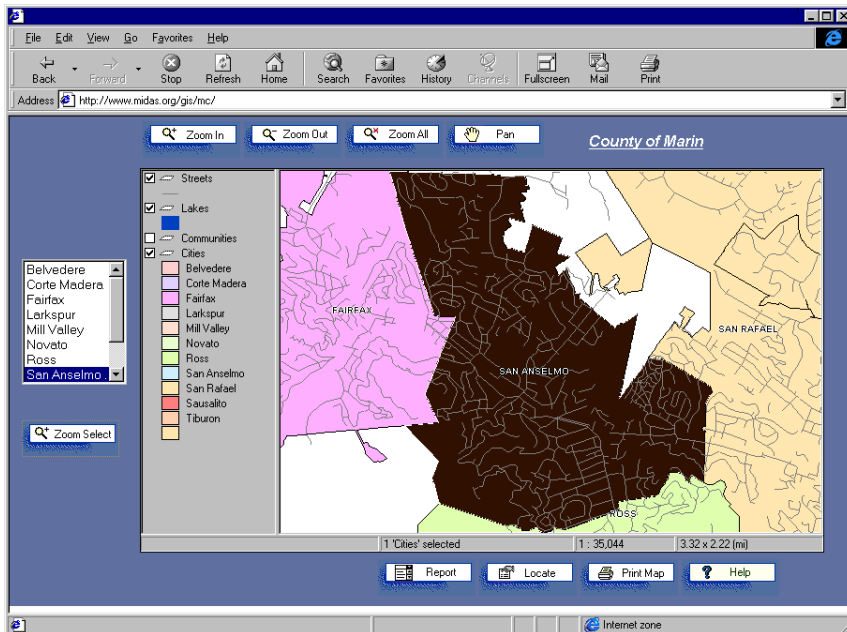 File Edit View Go Favorites Help
Back Forward Stop Refresh Home Search Favorites History Channels Fullscreen Mail Print
Address http://www.midas.org/gis/mc/
Zoom In Zoom Out Zoom All Pan
County of Marin
Streets
Lakes
Communities
Cities
Belvedere
Corte Madera
Fairfax
Larkspur
Mill Valley
Novato
Ross
San Anselmo
San Rafael
Sausalito
Tiburon
Belvedere
Corte Madera
Fairfax
Larkspur
Mill Valley
Novato
Ross
San Anselmo
Zoom Select
FAIRFAX
SAN RAFAEL
SAN ANSELMO
ROSS
1 'Cities' selected 1 : 35,044 3.32 x 2.22 (mi)
Report Locate Print Map Help
Internet zone